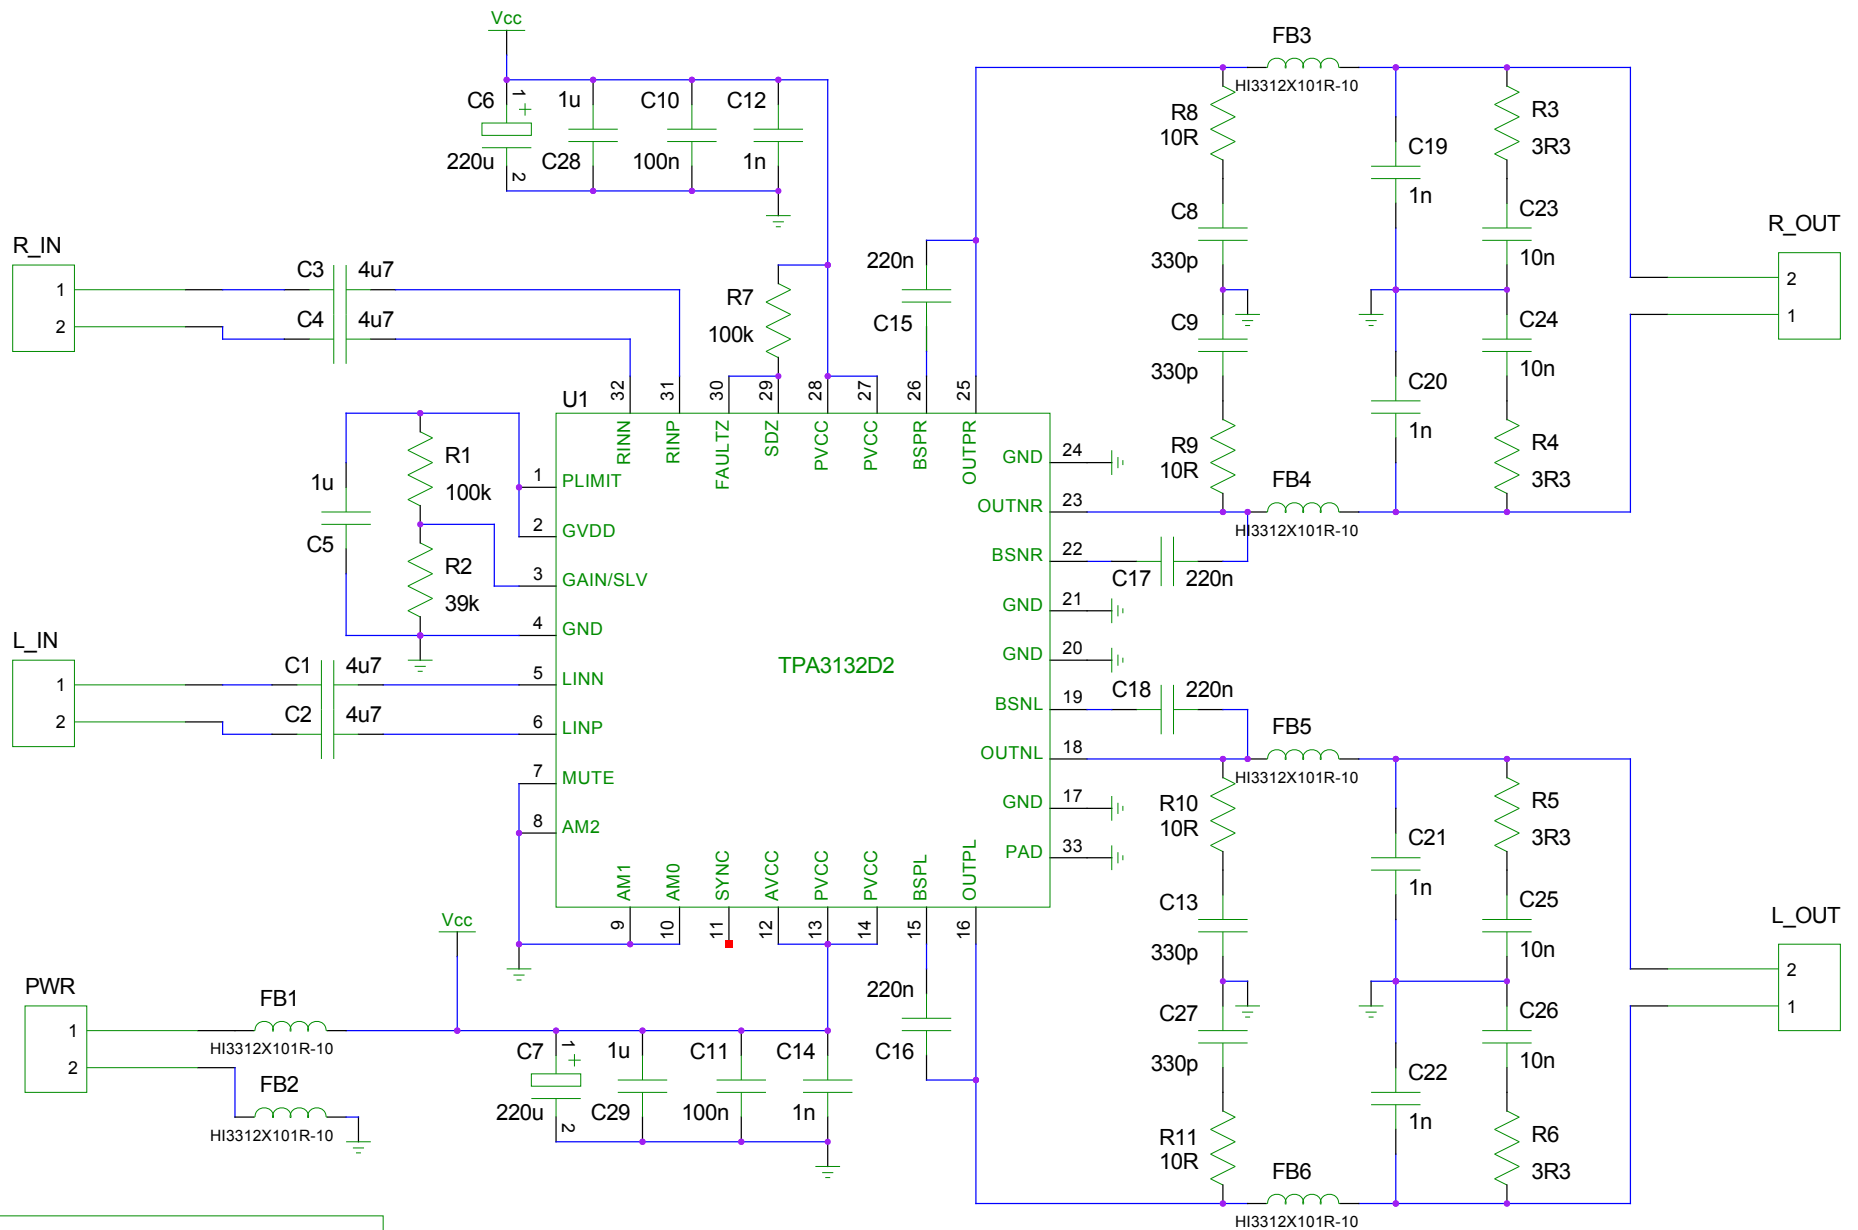 Vcc
C6
1
+
220u
2
1u
C28
C10
100n
C12
1n
FB3
HI3312X101R-10
R8
10R
C8
330p
C9
330p
R9
10R
C19
1n
C20
1n
R3
3R3
C23
10n
C24
10n
R4
3R3
R_OUT
2
1
FB4
HI3312X101R-10
R_IN
1
2
C3
4u7
C4
4u7
R7
100k
220n
C15
U1
32
31
30
29
28
27
26
25
RINN
RINP
FAULTZ
SDZ
PVCC
PVCC
BSPR
OUTPR
1u
C5
R1
100k
R2
39k
1
PLIMIT
2
GVDD
3
GAIN/SLV
4
GND
5
LINN
6
LINP
7
MUTE
8
AM2
TPA3132D2
GND
24
OUTNR
23
BSNR
22
GND
21
GND
20
BSNL
19
OUTNL
18
GND
17
PAD
33
C17
220n
C18
220n
L_IN
1
2
C1
4u7
C2
4u7
AM1
AM0
SYNC
AVCC
PVCC
PVCC
BSPL
OUTPL
9
10
11
12
13
14
15
16
FB5
HI3312X101R-10
R10
10R
C13
330p
C27
330p
R11
10R
C21
1n
C22
1n
R5
3R3
C25
10n
C26
10n
R6
3R3
L_OUT
2
1
FB6
HI3312X101R-10
220n
C16
Vcc
PWR
1
2
FB1
HI3312X101R-10
FB2
HI3312X101R-10
C7
1
+
220u
2
1u
C29
C11
100n
C14
1n